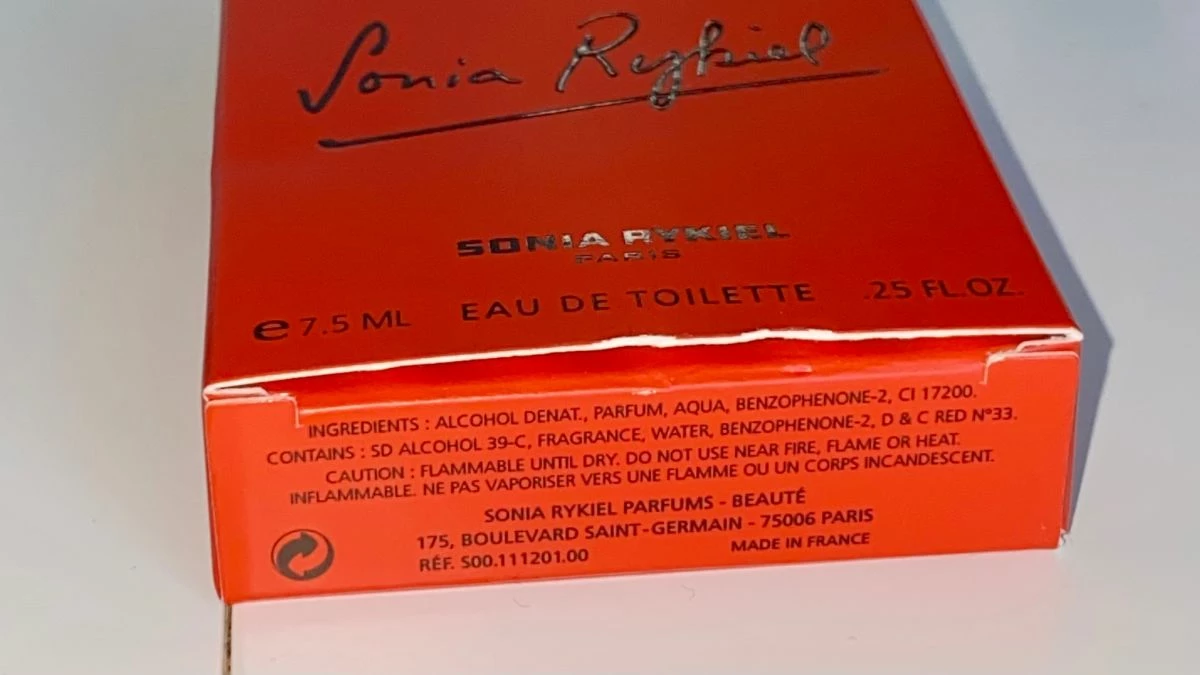 Sonia Rykiel
SONIA RYKIEL
PARIS
e 7.5 ML EAU DE TOILETTE .25 FL.OZ.
INGREDIENTS : ALCOHOL DENAT., PARFUM, AQUA, BENZOPHENONE-2, CI 17200.
CONTAINS : SD ALCOHOL 39-C, FRAGRANCE, WATER, BENZOPHENONE-2, D & C RED N°33.
CAUTION : FLAMMABLE UNTIL DRY. DO NOT USE NEAR FIRE, FLAME OR HEAT.
INFLAMMABLE. NE PAS VAPORISER VERS UNE FLAMME OU UN CORPS INCANDESCENT.
SONIA RYKIEL PARFUMS - BEAUTÉ
175, BOULEVARD SAINT-GERMAIN - 75006 PARIS
RÉF. S00.111201.00 MADE IN FRANCE